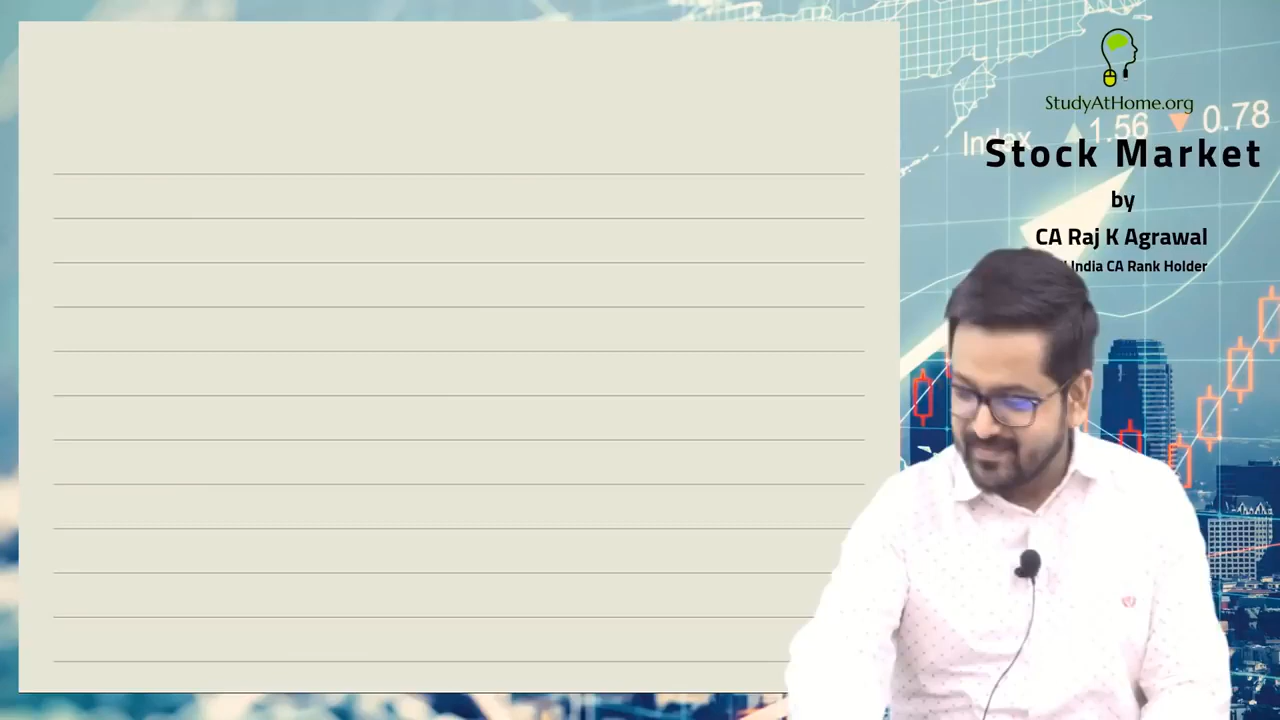 StudyAtHome.org
Index 1.56 0.78
Stock Market
by
CA Raj K Agrawal
India CA Rank Holder